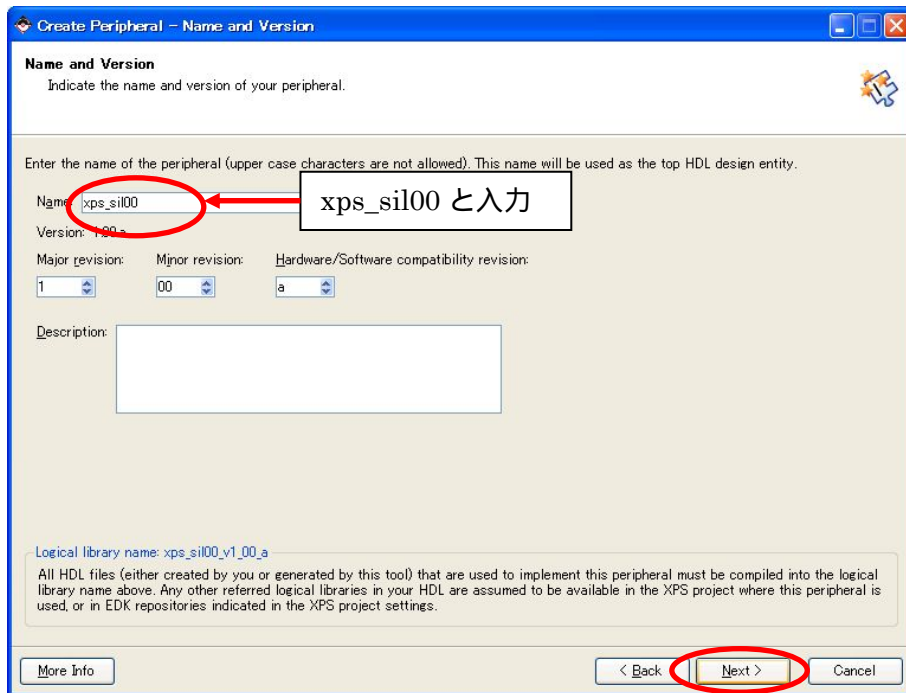 Create Peripheral - Name and Version
Name and Version
Indicate the name and version of your peripheral.
Enter the name of the peripheral (upper case characters are not allowed). This name will be used as the top HDL design entity.
Name: xps_sil00
xps_sil00 と入力
Version: 1.00.a
Major revision: Minor revision: Hardware/Software compatibility revision:
1 00 a
Description:
Logical library name: xps_sil00_v1_00_a
All HDL files (either created by you or generated by this tool) that are used to implement this peripheral must be compiled into the logical
library name above. Any other referred logical libraries in your HDL are assumed to be available in the XPS project where this peripheral is
used, or in EDK repositories indicated in the XPS project settings.
More Info < Back Next > Cancel